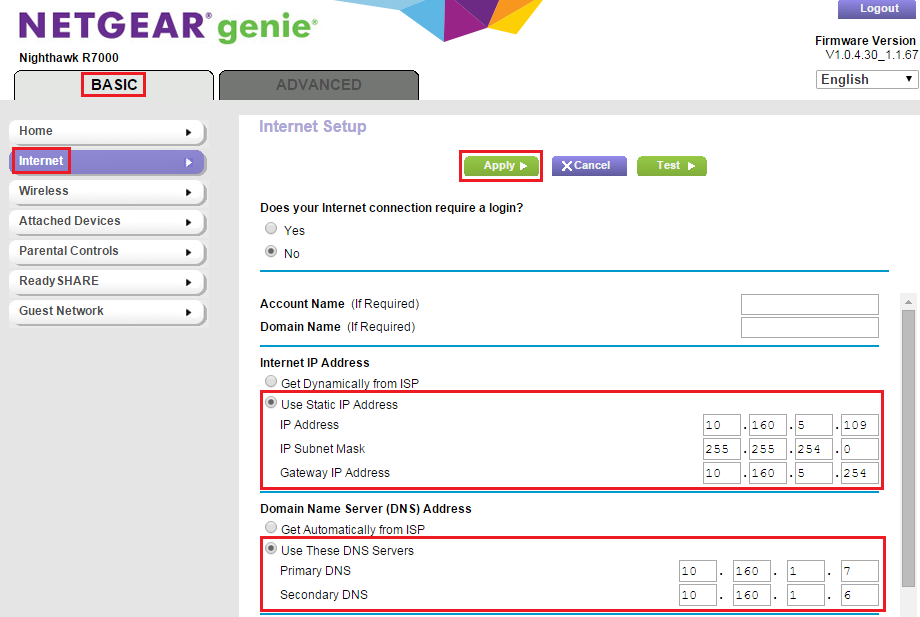 NETGEAR® genie®
Logout
Nighthawk R7000
Firmware Version
V1.0.4.30_1.1.67
BASIC
ADVANCED
English
Home
Internet
Wireless
Attached Devices
Parental Controls
ReadySHARE
Guest Network
Internet Setup
Apply
Cancel
Test
Does your Internet connection require a login?
Yes
No
Account Name (If Required)
Domain Name (If Required)
Internet IP Address
Get Dynamically from ISP
Use Static IP Address
IP Address 10 . 160 . 5 . 109
IP Subnet Mask 255 . 255 . 254 . 0
Gateway IP Address 10 . 160 . 5 . 254
Domain Name Server (DNS) Address
Get Automatically from ISP
Use These DNS Servers
Primary DNS 10 . 160 . 1 . 7
Secondary DNS 10 . 160 . 1 . 6